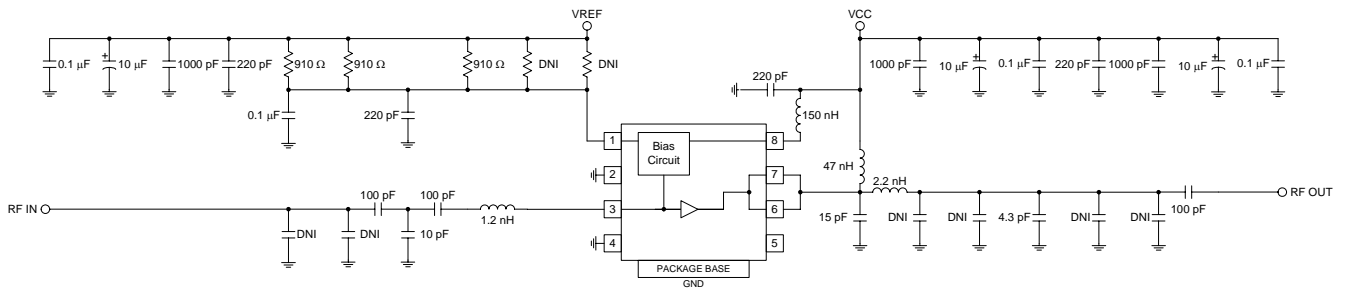 VREF
VCC
0.1 µF
10 µF
1000 pF
220 pF
910 Ω
910 Ω
910 Ω
DNI
DNI
0.1 µF
220 pF
220 pF
150 nH
1000 pF
10 µF
0.1 µF
220 pF
1000 pF
10 µF
0.1 µF
+
+
+
1
2
3
4
Bias
Circuit
8
7
6
5
47 nH
2.2 nH
RF IN
100 pF
100 pF
1.2 nH
DNI
DNI
10 pF
15 pF
DNI
DNI
4.3 pF
DNI
DNI
100 pF
RF OUT
PACKAGE BASE
GND